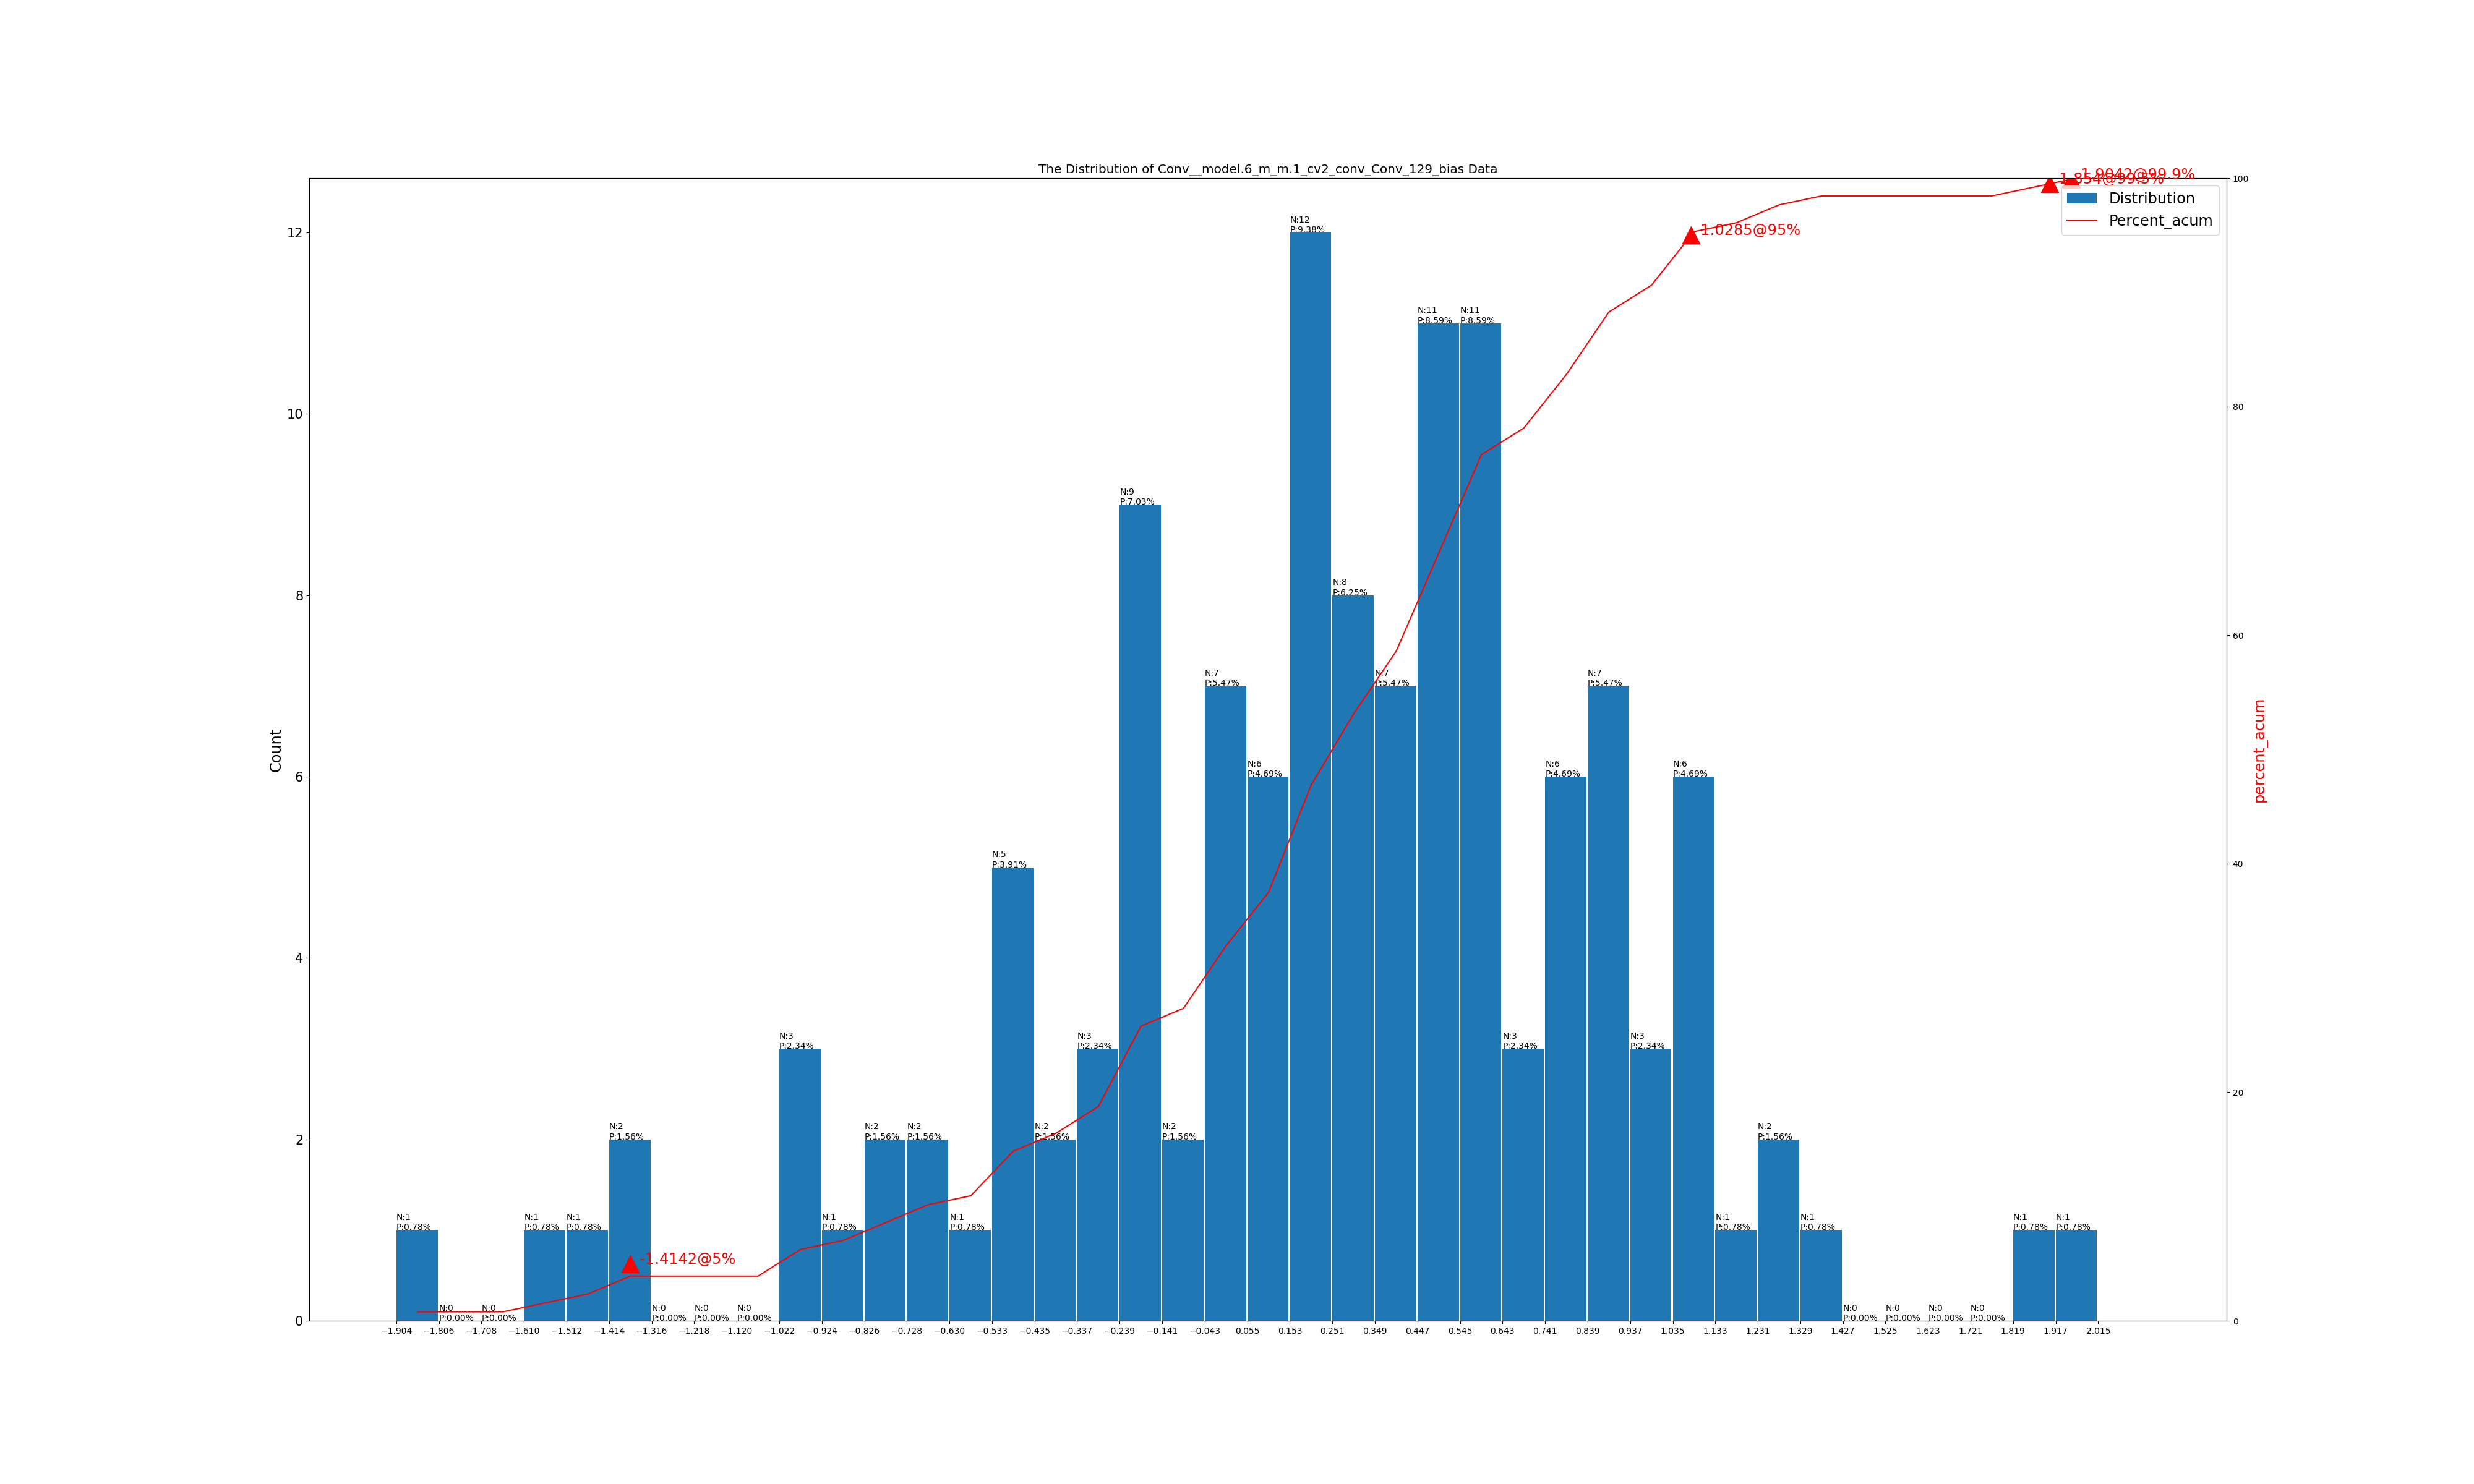 The Distribution of Conv__model.6_m_m.1_cv2_conv_Conv_129_bias Data
1.9042@99.9%
1.854@99.5%
Distribution
Percent_acum
1.0285@95%
-1.4142@5%
Count
percent_acum
12
10
8
6
4
2
0
100
80
60
40
20
0
N:1
P:0.78%
N:0
P:0.00%
N:0
P:0.00%
N:1
P:0.78%
N:1
P:0.78%
N:2
P:1.56%
N:0
P:0.00%
N:0
P:0.00%
N:0
P:0.00%
N:3
P:2.34%
N:1
P:0.78%
N:2
P:1.56%
N:2
P:1.56%
N:1
P:0.78%
N:5
P:3.91%
N:2
P:1.56%
N:3
P:2.34%
N:9
P:7.03%
N:2
P:1.56%
N:7
P:5.47%
N:6
P:4.69%
N:12
P:9.38%
N:8
P:6.25%
N:7
P:5.47%
N:11
P:8.59%
N:11
P:8.59%
N:3
P:2.34%
N:6
P:4.69%
N:7
P:5.47%
N:3
P:2.34%
N:6
P:4.69%
N:1
P:0.78%
N:2
P:1.56%
N:1
P:0.78%
N:0
P:0.00%
N:0
P:0.00%
N:0
P:0.00%
N:0
P:0.00%
N:1
P:0.78%
N:1
P:0.78%
−1.904 −1.806 −1.708 −1.610 −1.512 −1.414 −1.316 −1.218 −1.120 −1.022 −0.924 −0.826 −0.728 −0.630 −0.533 −0.435 −0.337 −0.239 −0.141 −0.043 0.055 0.153 0.251 0.349 0.447 0.545 0.643 0.741 0.839 0.937 1.035 1.133 1.231 1.329 1.427 1.525 1.623 1.721 1.819 1.917 2.015